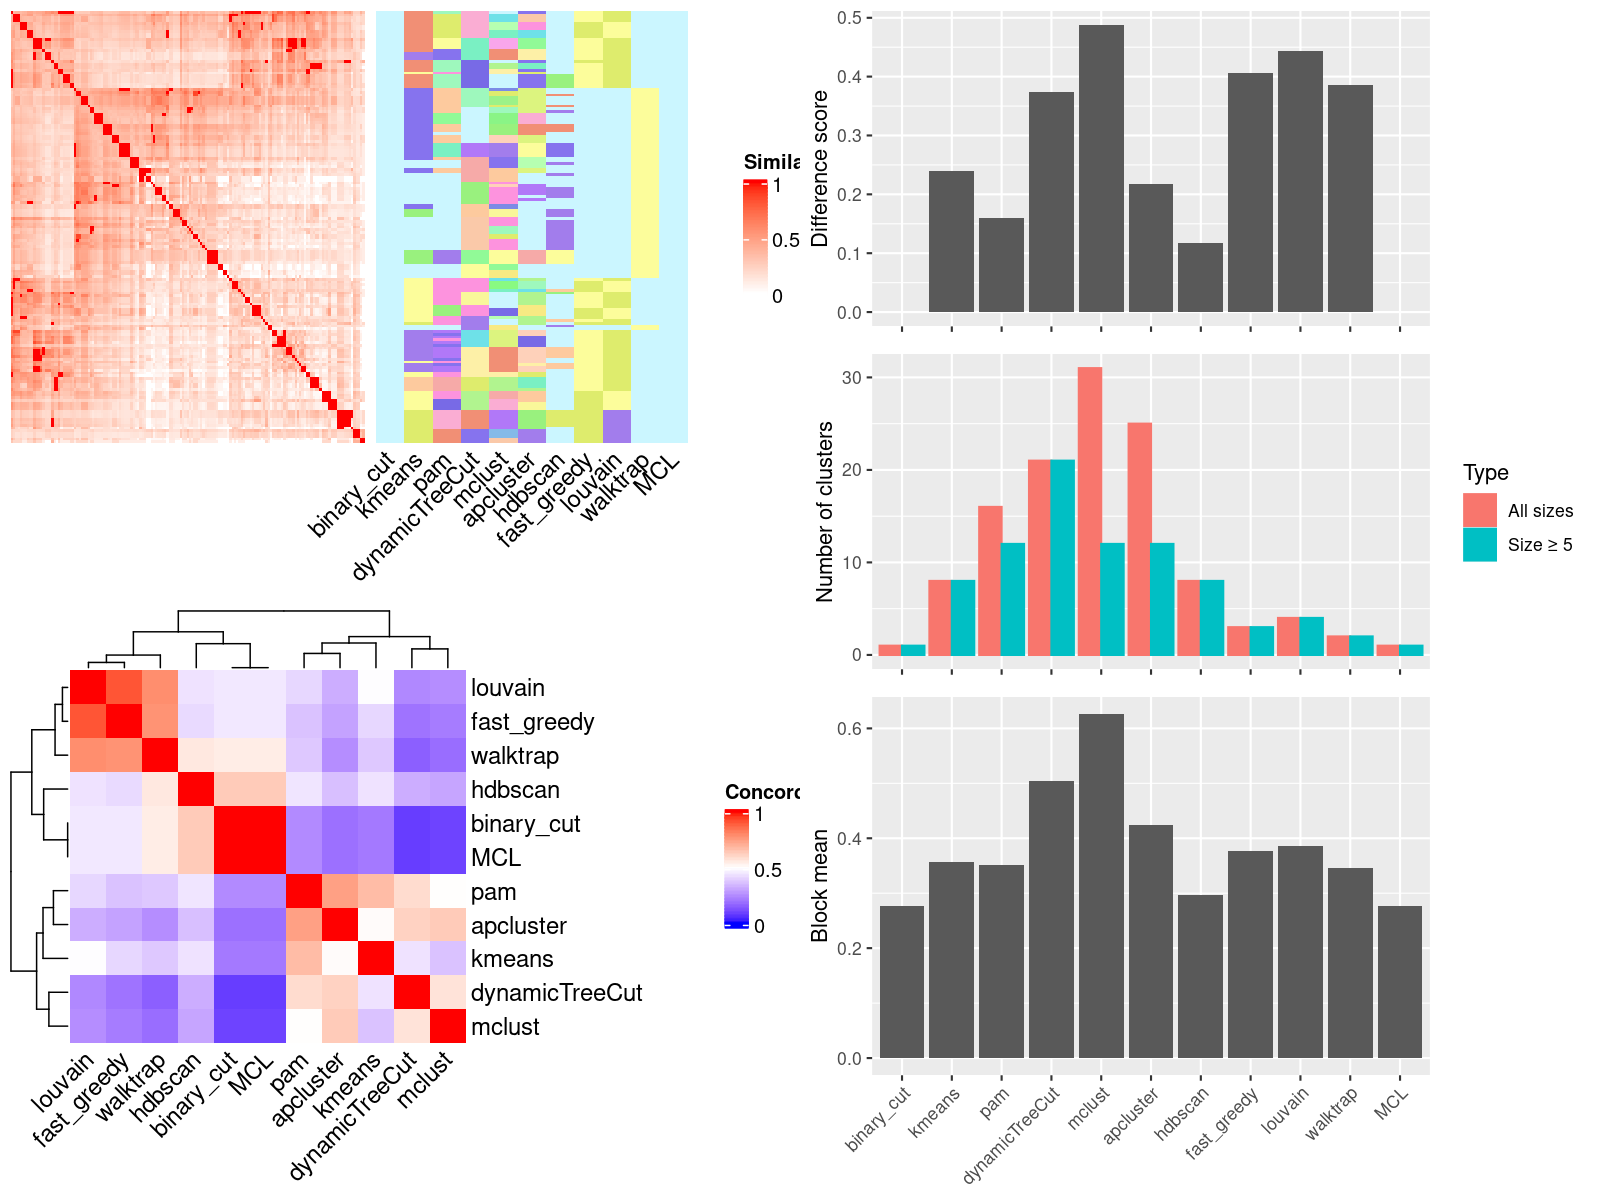 Simila
1
0.5
0
binary_cut
kmeans
pam
dynamicTreeCut
mclust
apcluster
hdbscan
fast_greedy
louvain
walktrap
MCL
louvain
fast_greedy
walktrap
hdbscan
binary_cut
MCL
pam
apcluster
kmeans
dynamicTreeCut
mclust
louvain
fast_greedy
walktrap
hdbscan
binary_cut
MCL
pam
apcluster
kmeans
dynamicTreeCut
mclust
Concord
1
0.5
0
Difference score
0.5
0.4
0.3
0.2
0.1
0.0
Number of clusters
30
20
10
0
Type
All sizes
Size ≥ 5
Block mean
0.6
0.4
0.2
0.0
binary_cut
kmeans
pam
dynamicTreeCut
mclust
apcluster
hdbscan
fast_greedy
louvain
walktrap
MCL